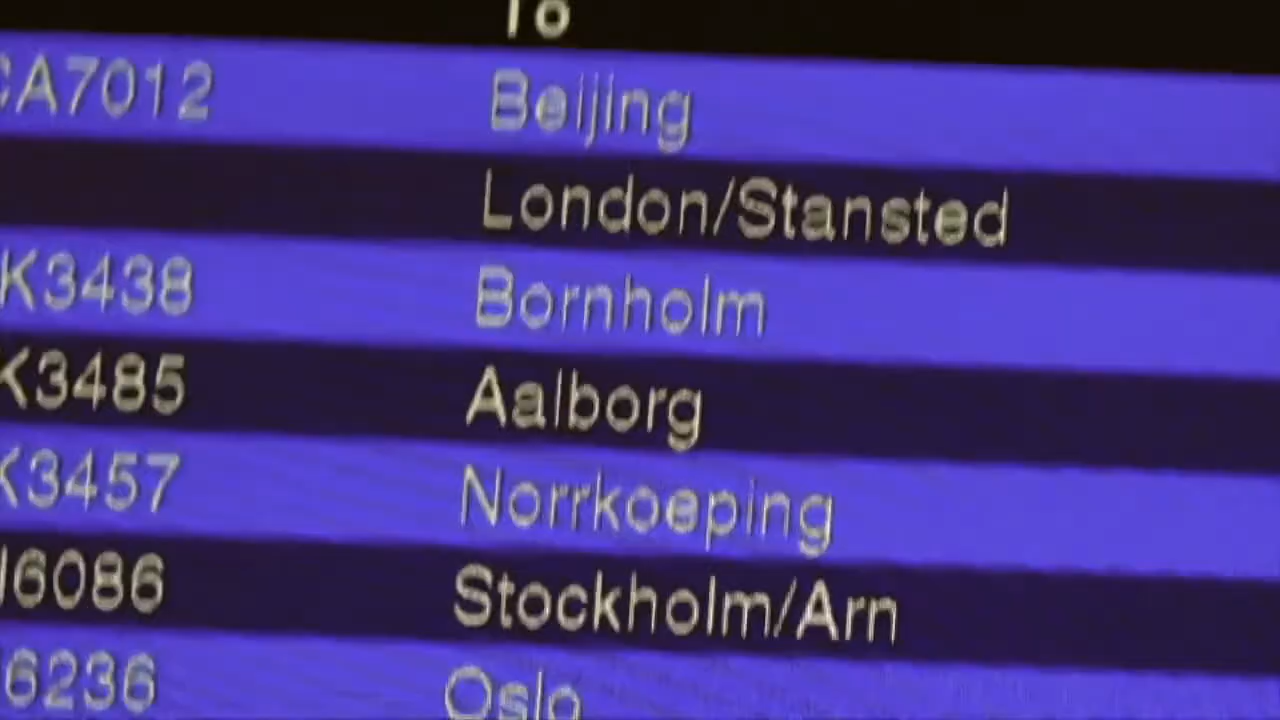 To
CA7012 Beijing
London/Stansted
K3438 Bornholm
K3485 Aalborg
K3457 Norrkoeping
6086 Stockholm/Arn
6236 Oslo